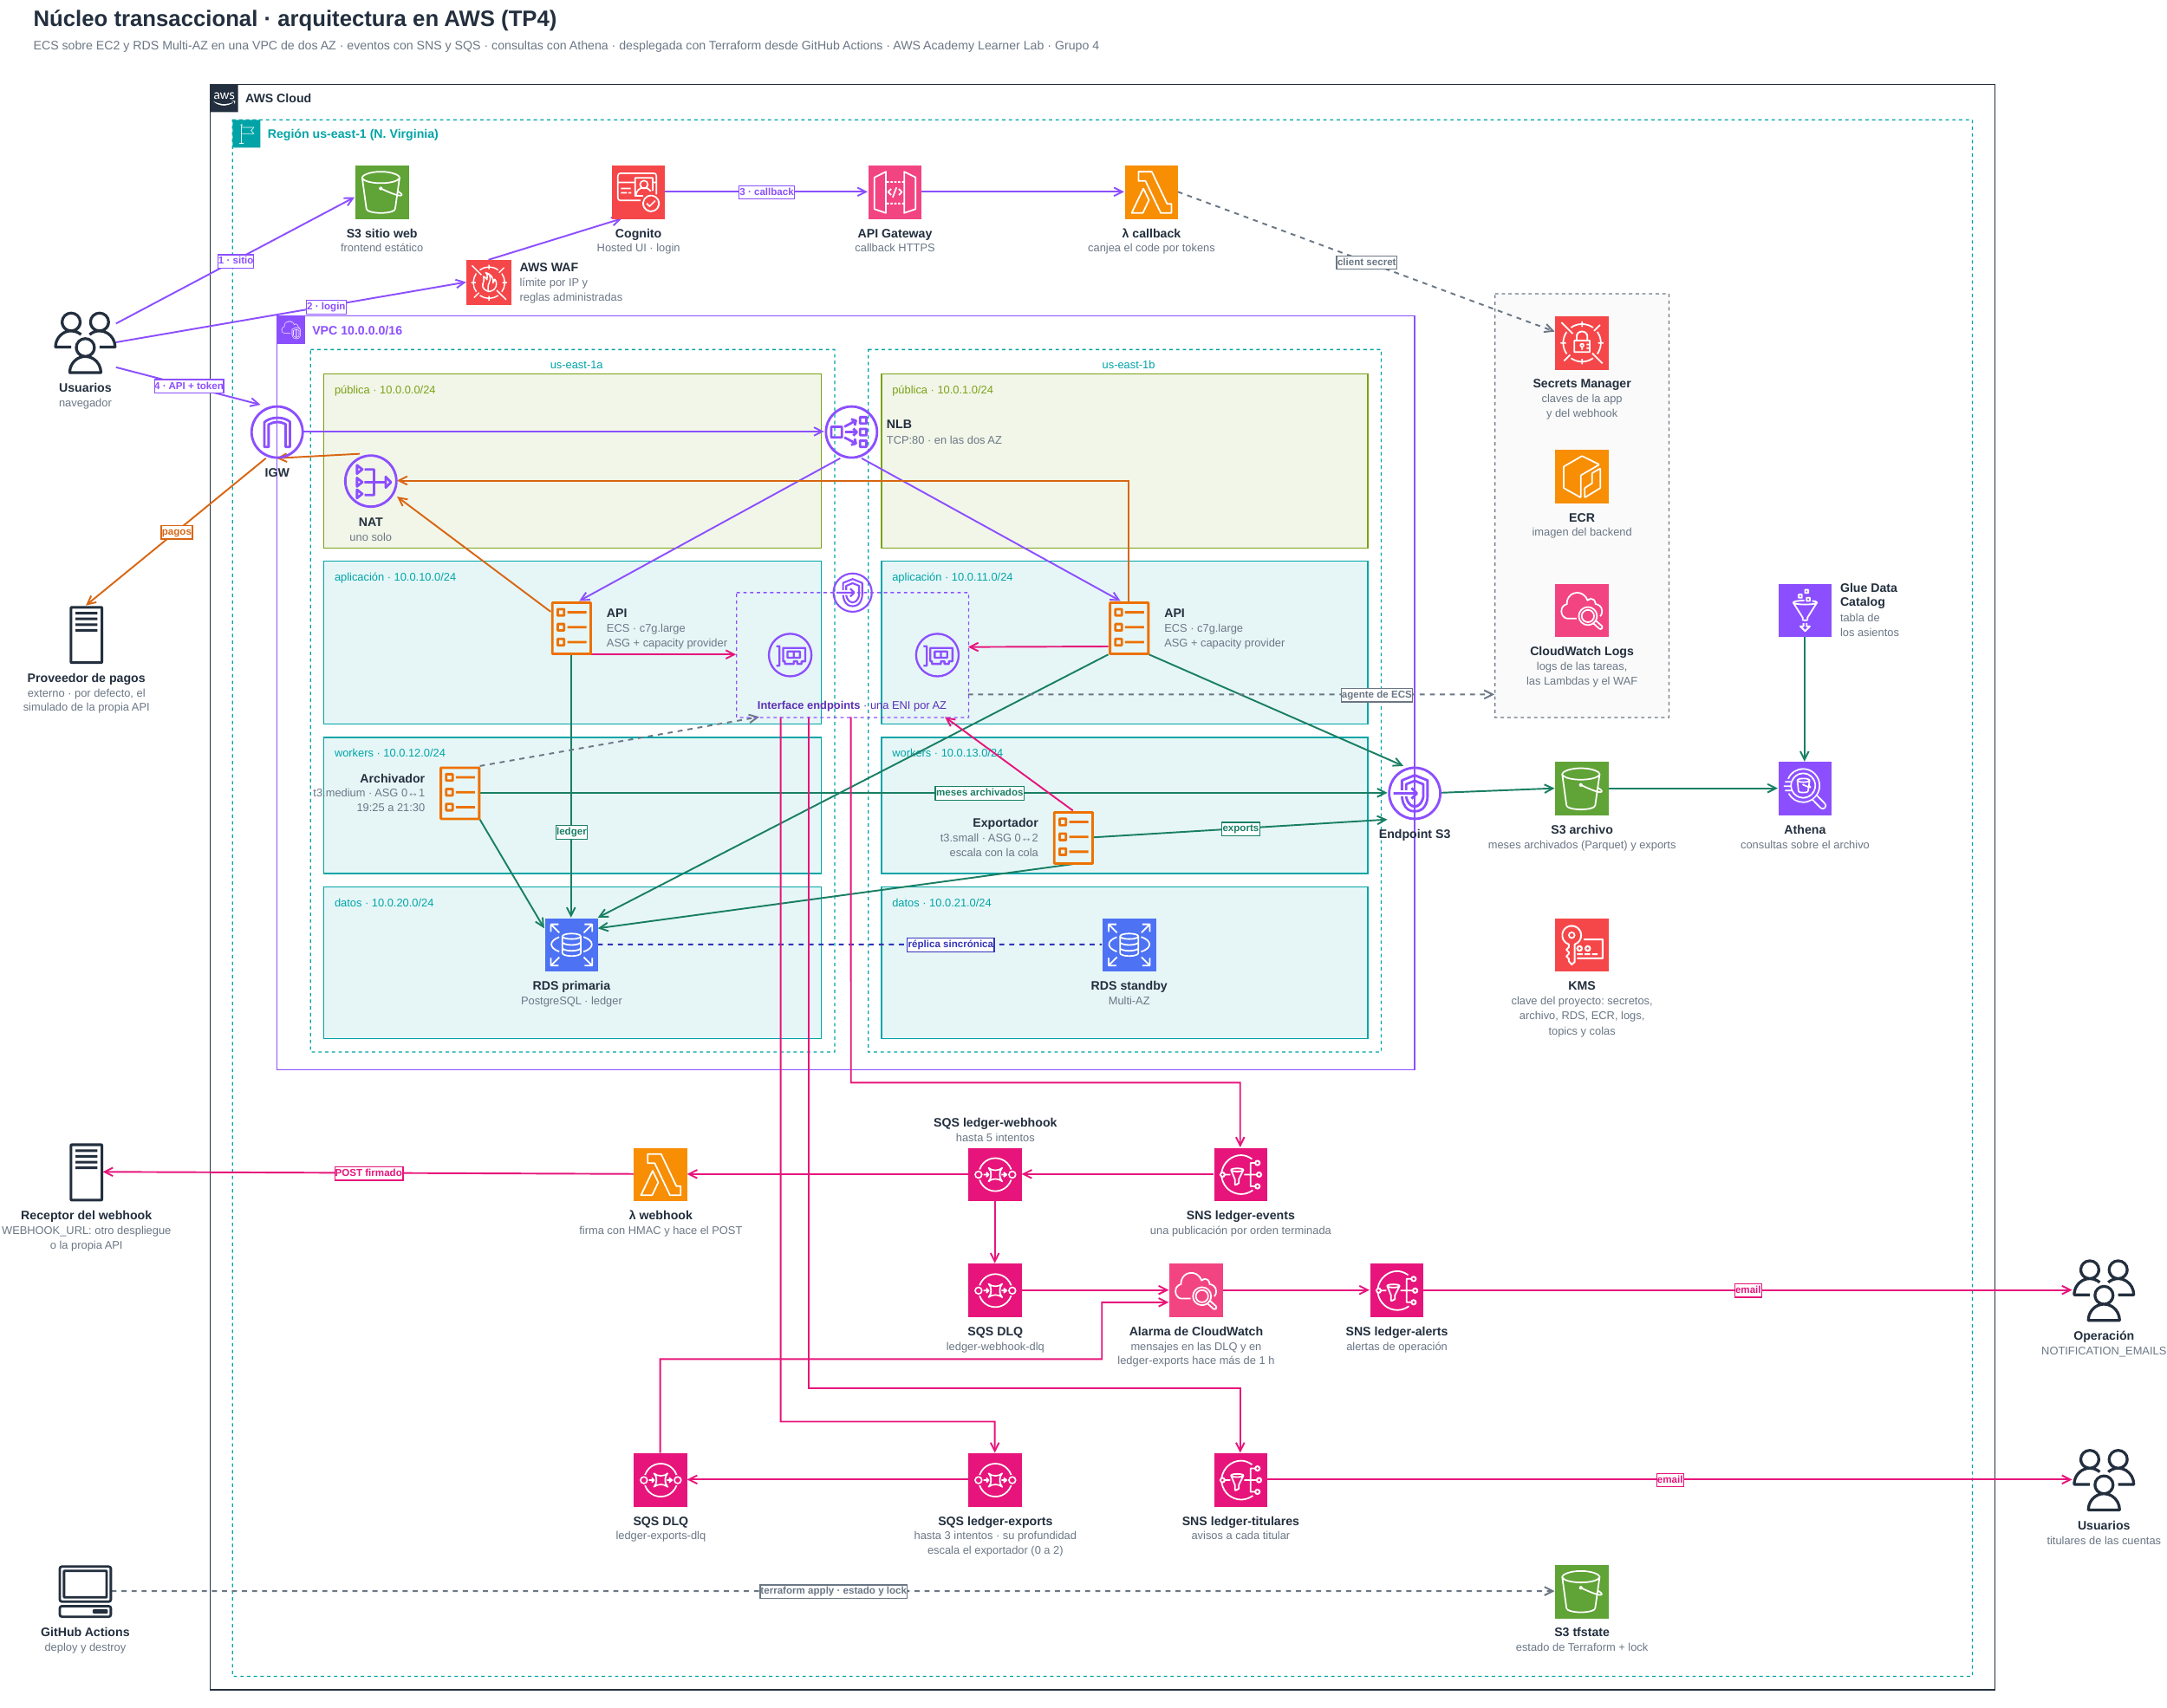 Núcleo transaccional · arquitectura en AWS (TP4)
ECS sobre EC2 y RDS Multi-AZ en una VPC de dos AZ · eventos con SNS y SQS · consultas con Athena · desplegada con Terraform desde GitHub Actions · AWS Academy Learner Lab · Grupo 4
aws
AWS Cloud
Región us-east-1 (N. Virginia)
S3 sitio web
frontend estático
Cognito
Hosted UI · login
3 · callback
API Gateway
callback HTTPS
λ callback
canjea el code por tokens
1 · sitio
AWS WAF
límite por IP y
reglas administradas
client secret
2 · login
Usuarios
navegador
4 · API + token
VPC 10.0.0.0/16
us-east-1a
us-east-1b
pública · 10.0.0.0/24
pública · 10.0.1.0/24
IGW
NLB
TCP:80 · en las dos AZ
NAT
uno solo
pagos
Secrets Manager
claves de la app
y del webhook
ECR
imagen del backend
CloudWatch Logs
logs de las tareas,
las Lambdas y el WAF
aplicación · 10.0.10.0/24
aplicación · 10.0.11.0/24
API
ECS · c7g.large
ASG + capacity provider
API
ECS · c7g.large
ASG + capacity provider
Interface endpoints · una ENI por AZ
agente de ECS
Proveedor de pagos
externo · por defecto, el
simulado de la propia API
Glue Data
Catalog
tabla de
los asientos
workers · 10.0.12.0/24
workers · 10.0.13.0/24
Archivador
t3.medium · ASG 0↔1
19:25 a 21:30
meses archivados
ledger
Exportador
t3.small · ASG 0↔2
escala con la cola
exports
Endpoint S3
S3 archivo
meses archivados (Parquet) y exports
Athena
consultas sobre el archivo
datos · 10.0.20.0/24
datos · 10.0.21.0/24
réplica sincrónica
RDS primaria
PostgreSQL · ledger
RDS standby
Multi-AZ
KMS
clave del proyecto: secretos,
archivo, RDS, ECR, logs,
topics y colas
SQS ledger-webhook
hasta 5 intentos
POST firmado
Receptor del webhook
WEBHOOK_URL: otro despliegue
o la propia API
λ webhook
firma con HMAC y hace el POST
SNS ledger-events
una publicación por orden terminada
SQS DLQ
ledger-webhook-dlq
Alarma de CloudWatch
mensajes en las DLQ y en
ledger-exports hace más de 1 h
SNS ledger-alerts
alertas de operación
email
Operación
NOTIFICATION_EMAILS
SQS DLQ
ledger-exports-dlq
SQS ledger-exports
hasta 3 intentos · su profundidad
escala el exportador (0 a 2)
SNS ledger-titulares
avisos a cada titular
email
Usuarios
titulares de las cuentas
GitHub Actions
deploy y destroy
terraform apply · estado y lock
S3 tfstate
estado de Terraform + lock